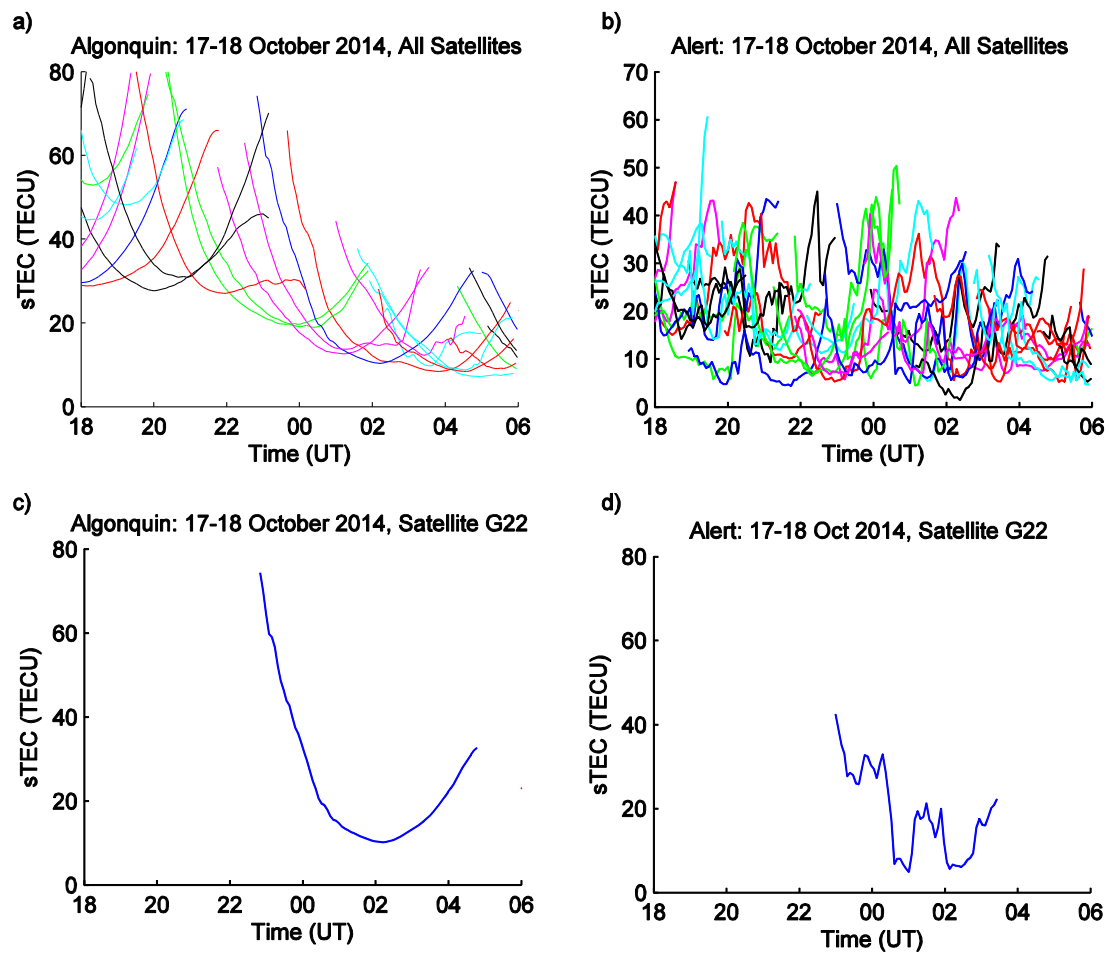 a)
Algonquin: 17-18 October 2014, All Satellites
80
60
40
20
0
sTEC (TECU)
18 20 22 00 02 04 06
Time (UT)
b)
Alert: 17-18 October 2014, All Satellites
70
60
50
40
30
20
10
0
sTEC (TECU)
18 20 22 00 02 04 06
Time (UT)
c)
Algonquin: 17-18 October 2014, Satellite G22
80
60
40
20
0
sTEC (TECU)
18 20 22 00 02 04 06
Time (UT)
d)
Alert: 17-18 Oct 2014, Satellite G22
80
60
40
20
0
sTEC (TECU)
18 20 22 00 02 04 06
Time (UT)